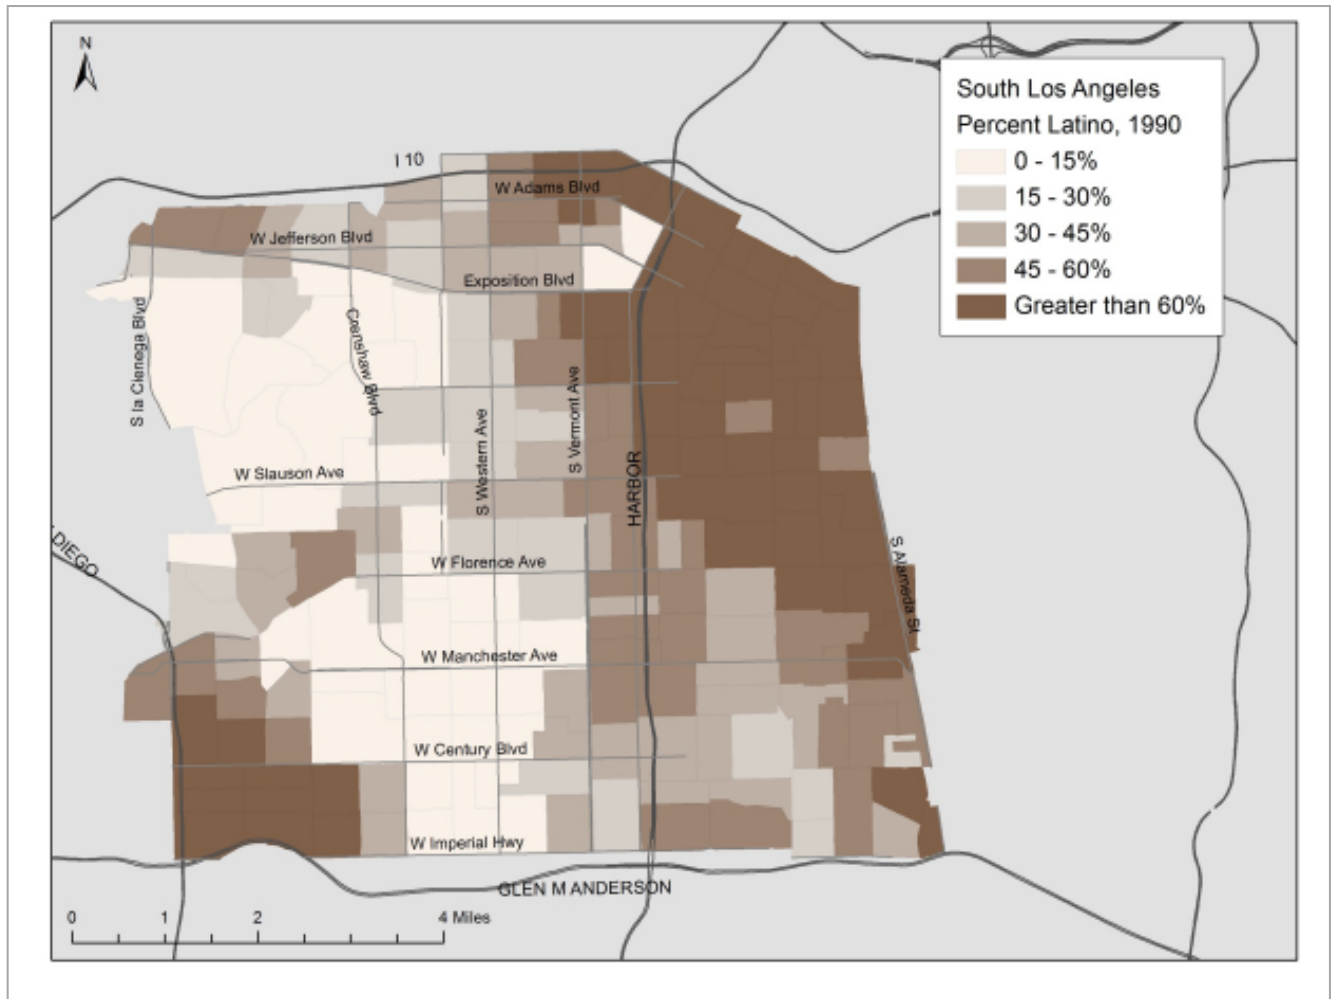 N
South Los Angeles
Percent Latino, 1990
0 - 15%
15 - 30%
30 - 45%
45 - 60%
Greater than 60%
I 10
W Adams Blvd
W Jefferson Blvd
Exposition Blvd
S la Cienega Blvd
Crenshaw Blvd
S Western Ave
S Vermont Ave
HARBOR
W Slauson Ave
DIEGO
W Florence Ave
S Alameda St
W Manchester Ave
W Century Blvd
W Imperial Hwy
GLEN M ANDERSON
0 1 2 4 Miles